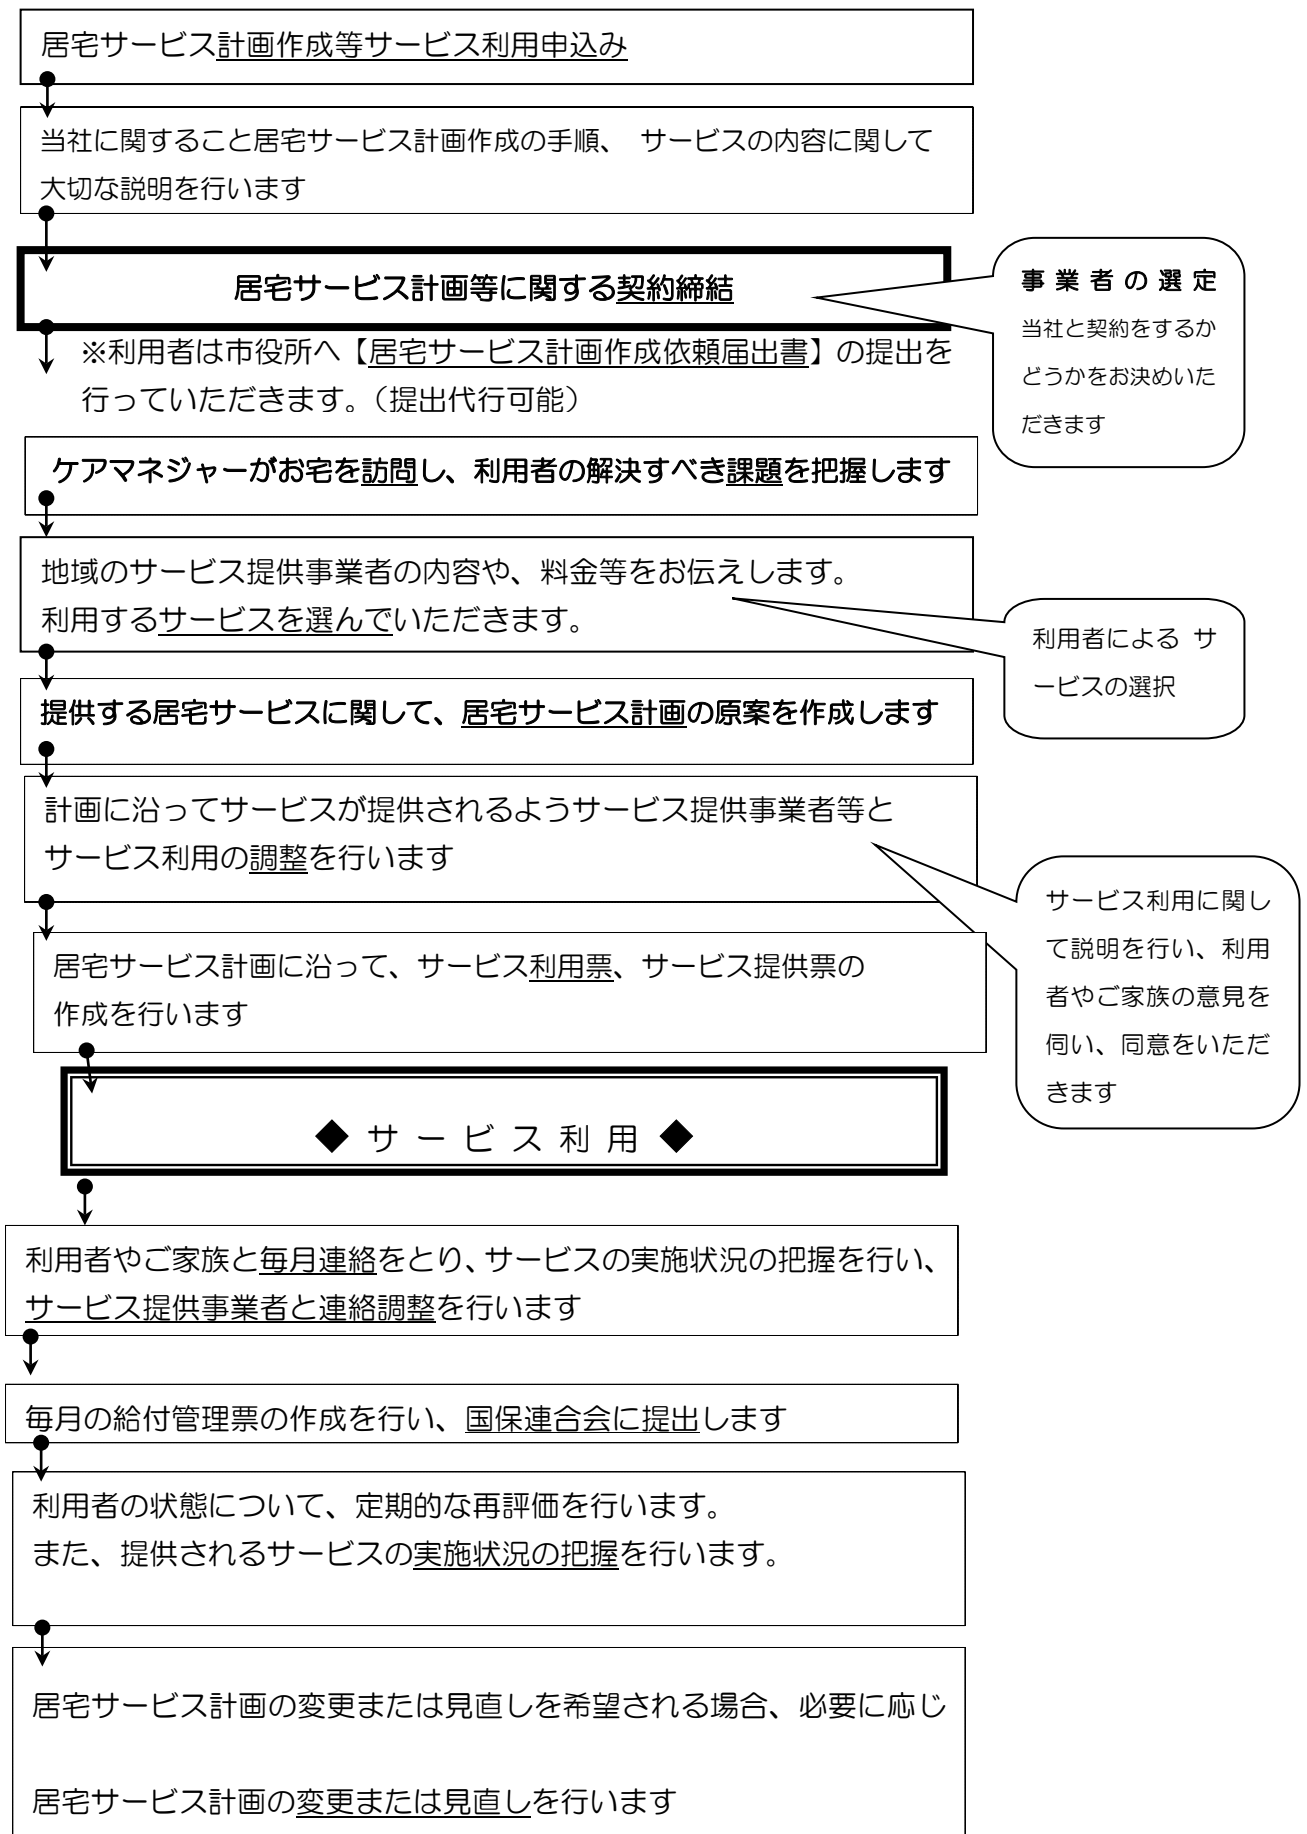 居宅サービス計画作成等サービス利用申込み
当社に関すること居宅サービス計画作成の手順、 サービスの内容に関して
大切な説明を行います
居宅サービス計画等に関する契約締結
事業者の選定
当社と契約をするか
どうかをお決めいた
だきます
※利用者は市役所へ【居宅サービス計画作成依頼届出書】の提出を
行っていただきます。（提出代行可能）
ケアマネジャーがお宅を訪問し、利用者の解決すべき課題を把握します
地域のサービス提供事業者の内容や、料金等をお伝えします。
利用するサービスを選んでいただきます。
利用者による サ
ービスの選択
提供する居宅サービスに関して、居宅サービス計画の原案を作成します
計画に沿ってサービスが提供されるようサービス提供事業者等と
サービス利用の調整を行います
サービス利用に関し
て説明を行い、利用
者やご家族の意見を
伺い、同意をいただ
きます
居宅サービス計画に沿って、サービス利用票、サービス提供票の
作成を行います
◆ サ ー ビ ス 利 用 ◆
利用者やご家族と毎月連絡をとり、サービスの実施状況の把握を行い、
サービス提供事業者と連絡調整を行います
毎月の給付管理票の作成を行い、国保連合会に提出します
利用者の状態について、定期的な再評価を行います。
また、提供されるサービスの実施状況の把握を行います。
居宅サービス計画の変更または見直しを希望される場合、必要に応じ
居宅サービス計画の変更または見直しを行います